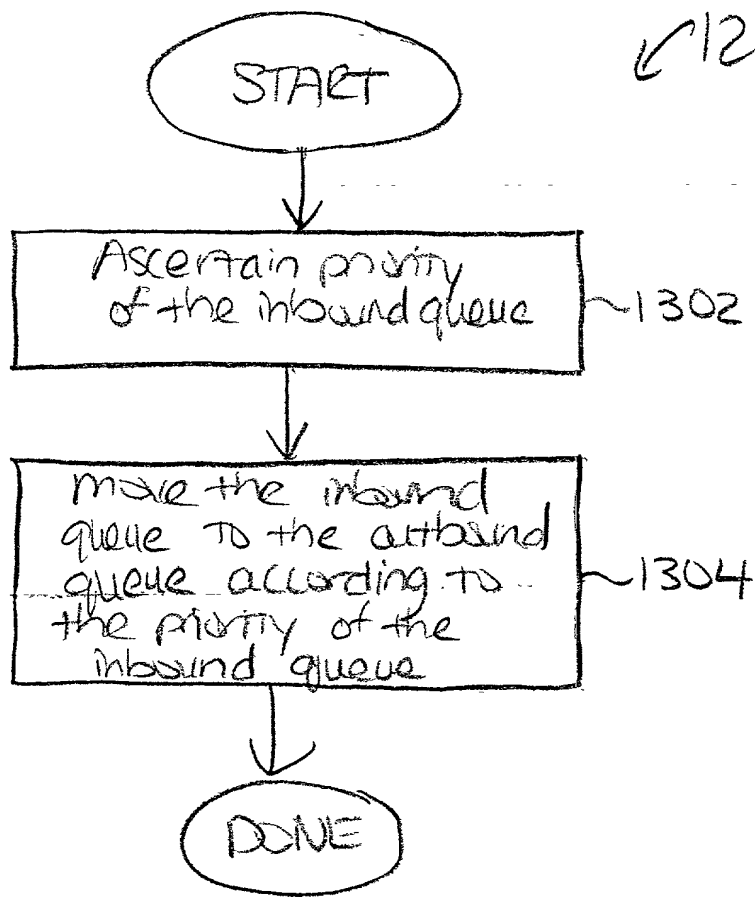 START
12
Ascertain priority
of the inbound queue
1302
move the inbound
queue to the outbound
queue according to
the priority of the
inbound queue
1304
DONE